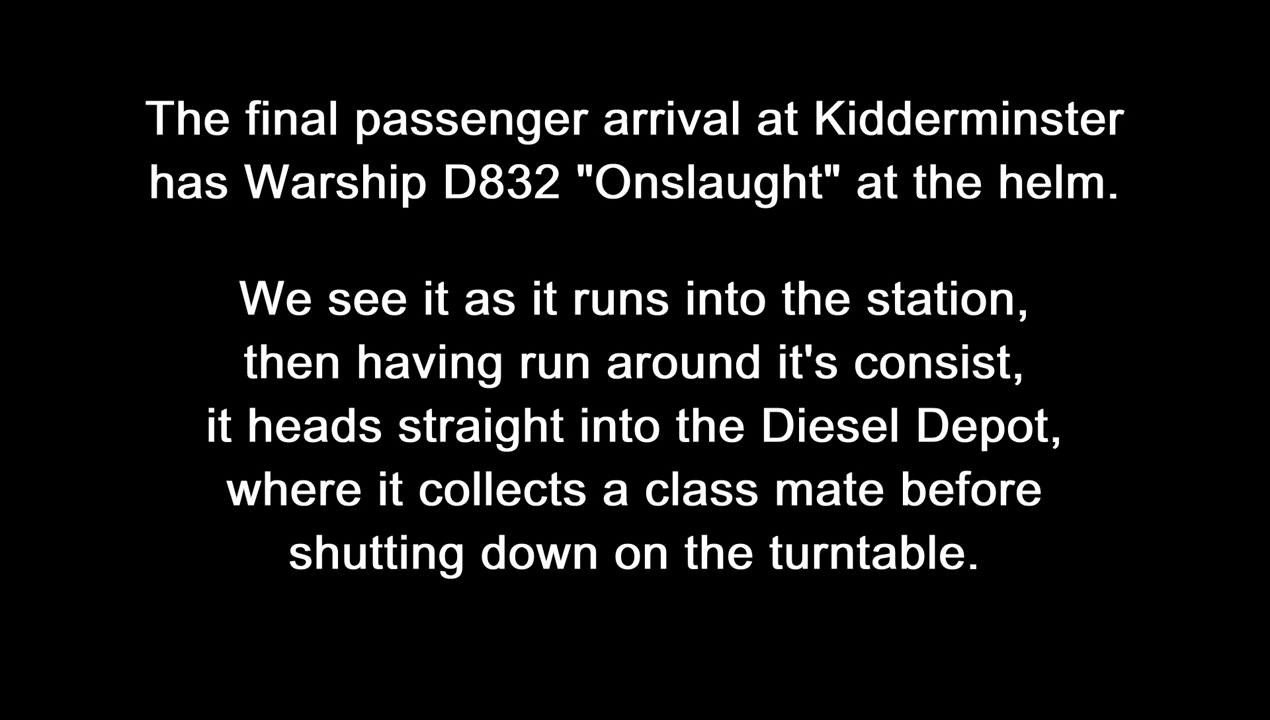 The final passenger arrival at Kidderminster
has Warship D832 "Onslaught" at the helm.
We see it as it runs into the station,
then having run around it's consist,
it heads straight into the Diesel Depot,
where it collects a class mate before
shutting down on the turntable.